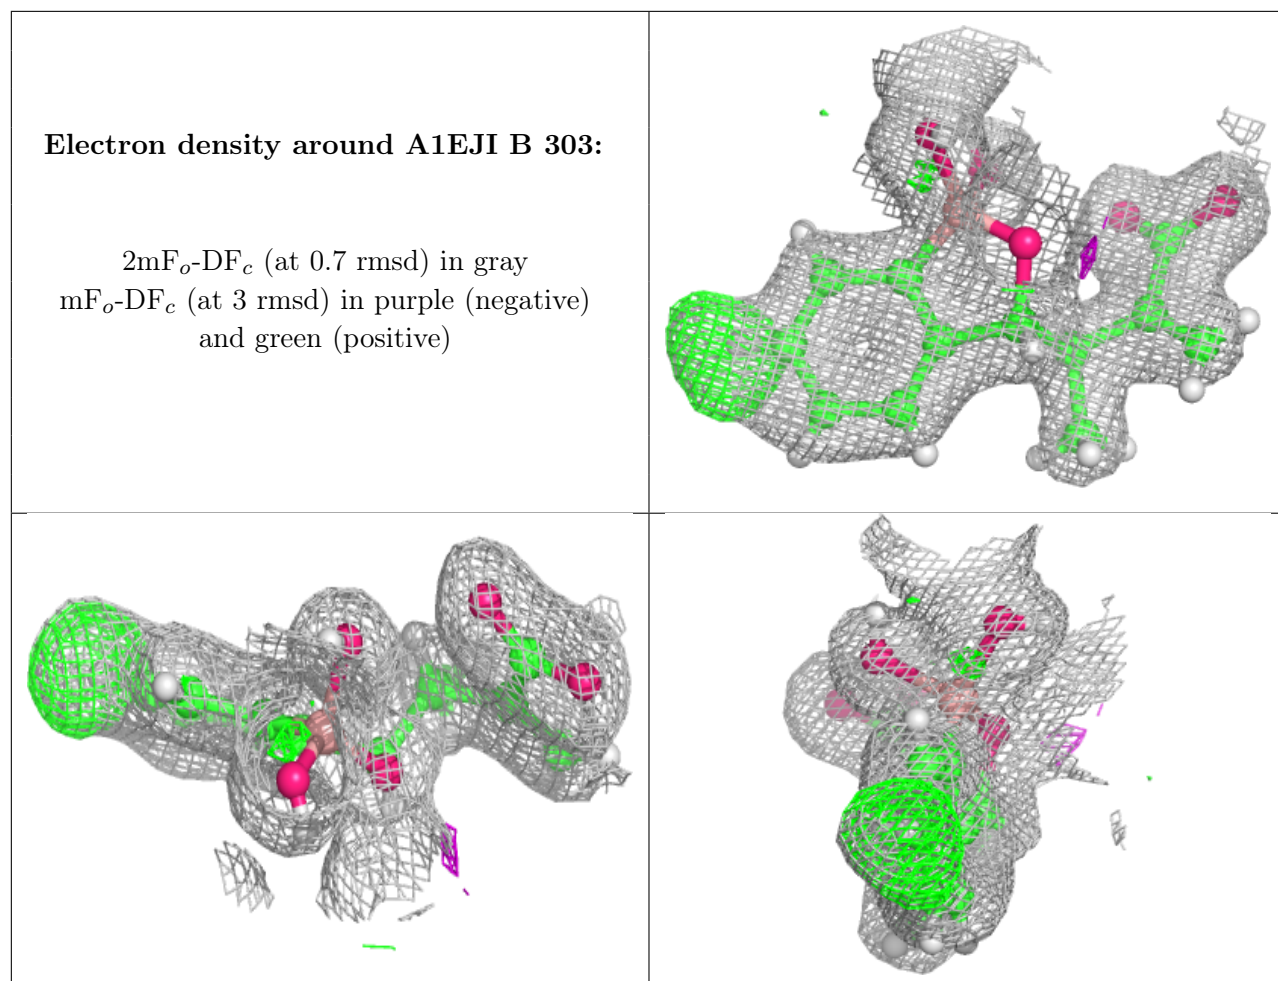 Electron density around A1EJI B 303:
2mFo-DFc (at 0.7 rmsd) in gray
mFo-DFc (at 3 rmsd) in purple (negative)
and green (positive)